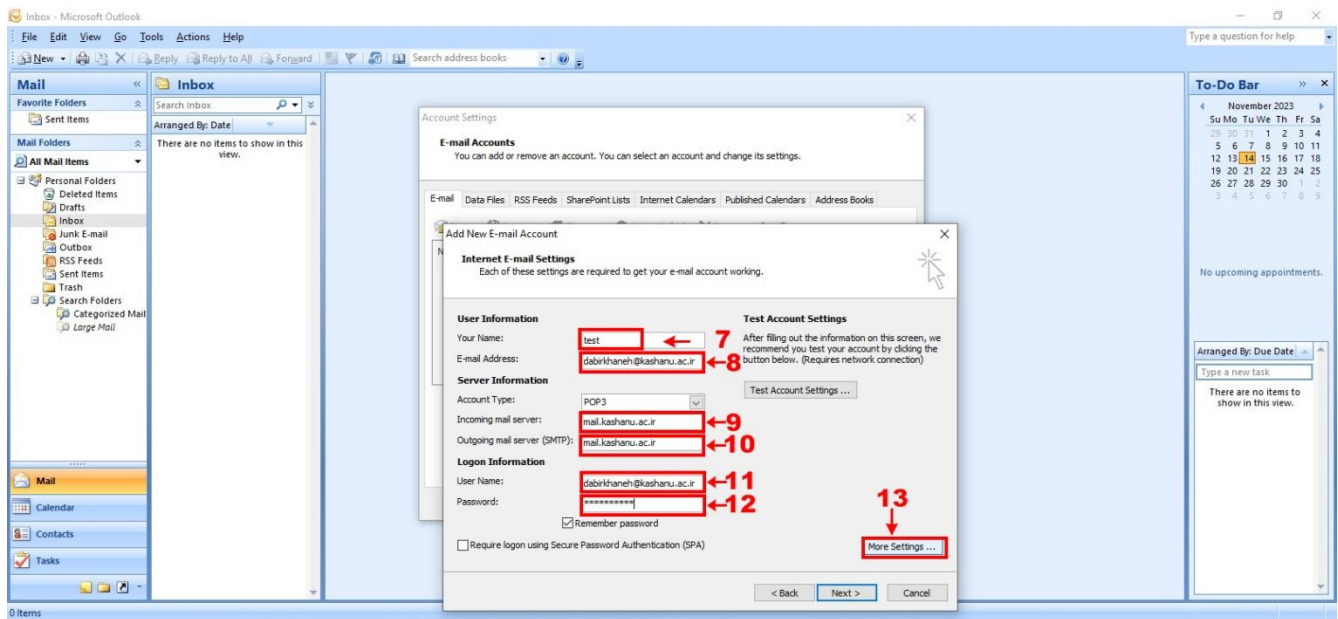 Inbox - Microsoft Outlook
File Edit View Go Tools Actions Help
Type a question for help
New Reply Reply to All Forward Search address books
Mail «
Favorite Folders
Sent Items
Mail Folders
All Mail Items
Personal Folders
Deleted Items
Drafts
Inbox
Junk E-mail
Outbox
RSS Feeds
Sent Items
Trash
Search Folders
Categorized Mail
Large Mail
Mail
Calendar
Contacts
Tasks
0 Items
Inbox
Search Inbox
Arranged By: Date
There are no items to show in this
view.
Account Settings
E-mail Accounts
You can add or remove an account. You can select an account and change its settings.
E-mail Data Files RSS Feeds SharePoint Lists Internet Calendars Published Calendars Address Books
Add New E-mail Account
Internet E-mail Settings
Each of these settings are required to get your e-mail account working.
User Information
Your Name: test 7
E-mail Address: dabirkhaneh@kashanu.ac.ir 8
Server Information
Account Type: POP3
Incoming mail server: mail.kashanu.ac.ir 9
Outgoing mail server (SMTP): mail.kashanu.ac.ir 10
Logon Information
User Name: dabirkhaneh@kashanu.ac.ir 11
Password: ********** 12
Remember password
Require logon using Secure Password Authentication (SPA)
Test Account Settings
After filling out the information on this screen, we
recommend you test your account by clicking the
button below. (Requires network connection)
Test Account Settings ...
13
More Settings ...
< Back Next > Cancel
To-Do Bar »
November 2023
Su Mo Tu We Th Fr Sa
29 30 31 1 2 3 4
5 6 7 8 9 10 11
12 13 14 15 16 17 18
19 20 21 22 23 24 25
26 27 28 29 30 1 2
3 4 5 6 7 8 9
No upcoming appointments.
Arranged By: Due Date
Type a new task
There are no items to
show in this view.